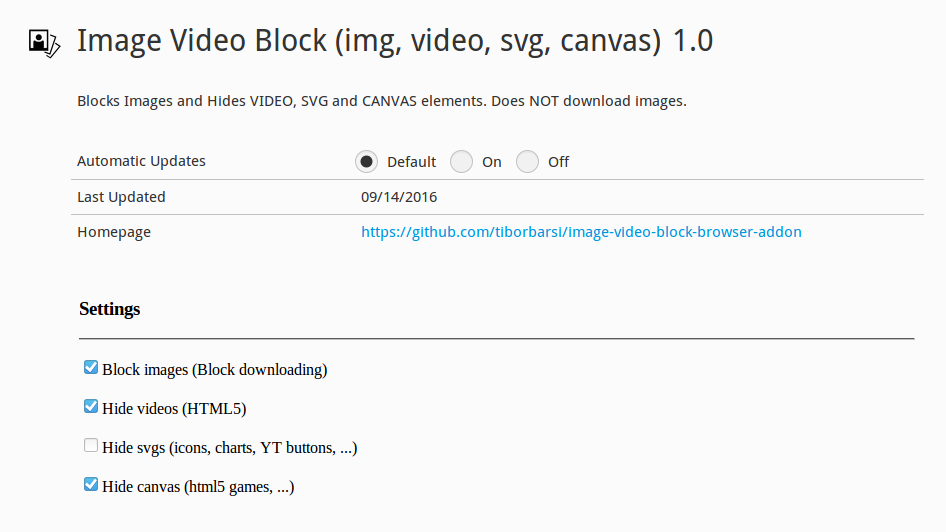 Image Video Block (img, video, svg, canvas) 1.0
Blocks Images and Hides VIDEO, SVG and CANVAS elements. Does NOT download images.
Automatic Updates Default On Off
Last Updated 09/14/2016
Homepage https://github.com/tiborbarsi/image-video-block-browser-addon
Settings
Block images (Block downloading)
Hide videos (HTML5)
Hide svgs (icons, charts, YT buttons, ...)
Hide canvas (html5 games, ...)